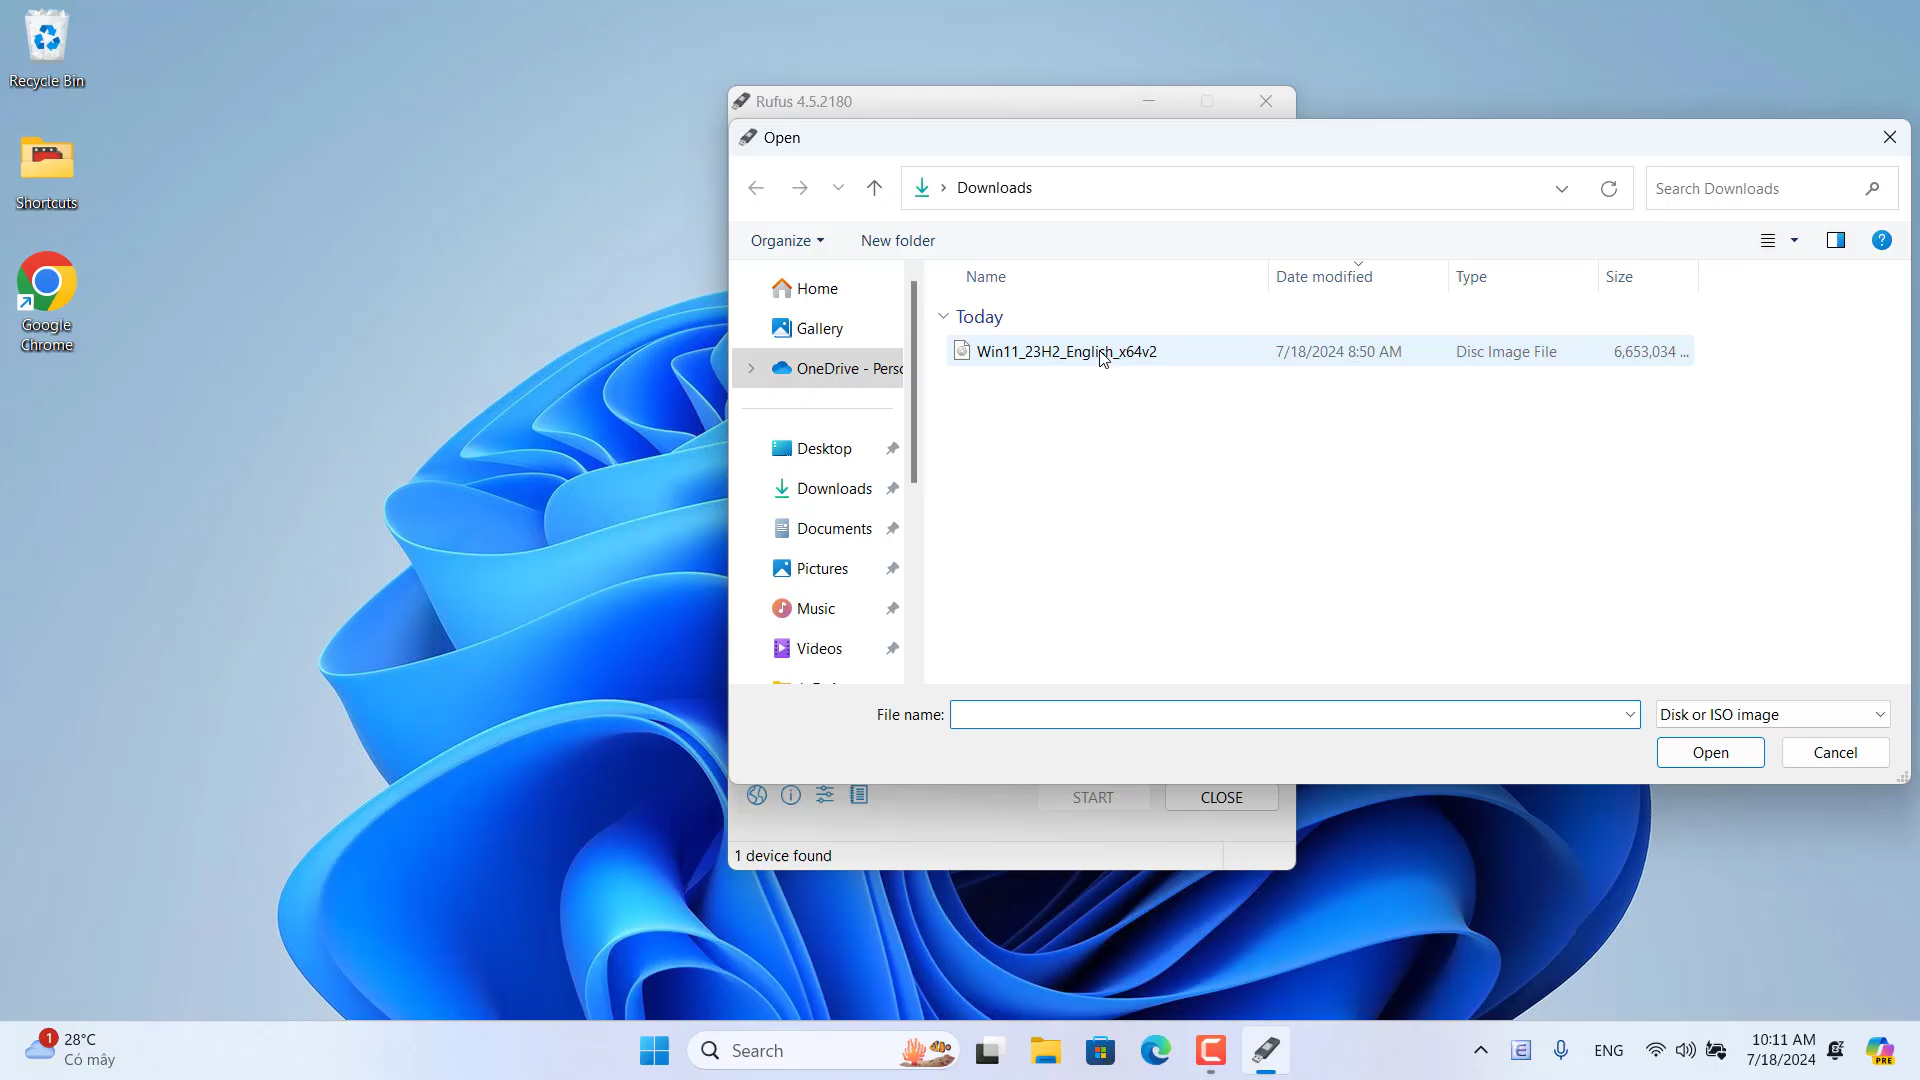 Recycle Bin
Shortcuts
Google
Chrome
Rufus 4.5.2180
Open
Downloads
Search Downloads
Organize
New folder
Name
Date modified
Type
Size
Home
Gallery
OneDrive - Perso
Desktop
Downloads
Documents
Pictures
Music
Videos
Today
Win11_23H2_English_x64v2
7/18/2024 8:50 AM
Disc Image File
6,653,034 ...
File name:
Disk or ISO image
Open
Cancel
START
CLOSE
1 device found
1
28°C
Có mây
Search
ENG
10:11 AM
7/18/2024
PRE